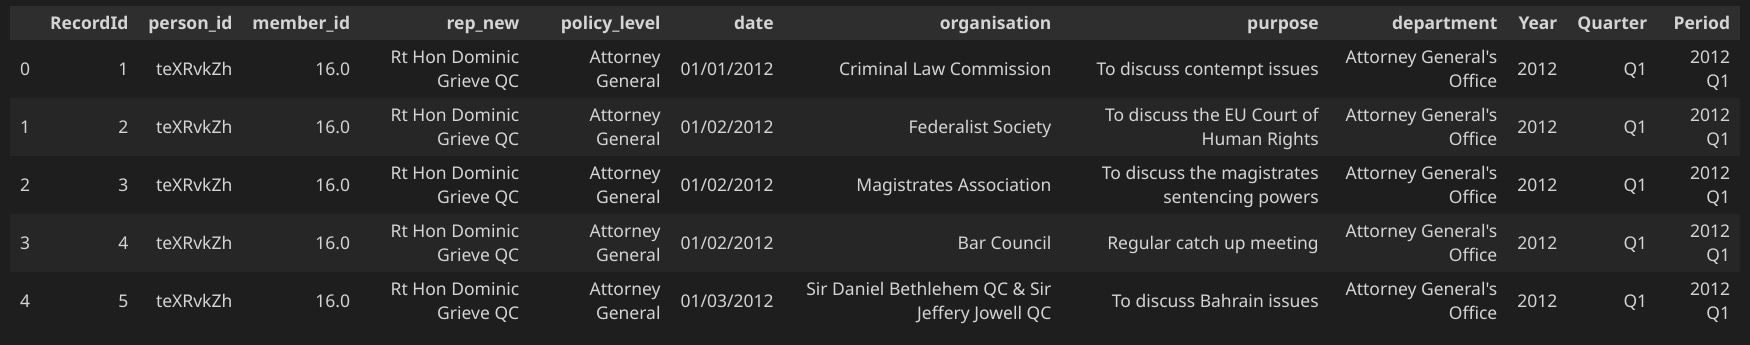 RecordId person_id member_id rep_new policy_level date organisation purpose department Year Quarter Period
0 1 teXRvkZh 16.0 Rt Hon Dominic Grieve QC Attorney General 01/01/2012 Criminal Law Commission To discuss contempt issues Attorney General's Office 2012 Q1 2012 Q1
1 2 teXRvkZh 16.0 Rt Hon Dominic Grieve QC Attorney General 01/02/2012 Federalist Society To discuss the EU Court of Human Rights Attorney General's Office 2012 Q1 2012 Q1
2 3 teXRvkZh 16.0 Rt Hon Dominic Grieve QC Attorney General 01/02/2012 Magistrates Association To discuss the magistrates sentencing powers Attorney General's Office 2012 Q1 2012 Q1
3 4 teXRvkZh 16.0 Rt Hon Dominic Grieve QC Attorney General 01/02/2012 Bar Council Regular catch up meeting Attorney General's Office 2012 Q1 2012 Q1
4 5 teXRvkZh 16.0 Rt Hon Dominic Grieve QC Attorney General 01/03/2012 Sir Daniel Bethlehem QC & Sir Jeffery Jowell QC To discuss Bahrain issues Attorney General's Office 2012 Q1 2012 Q1